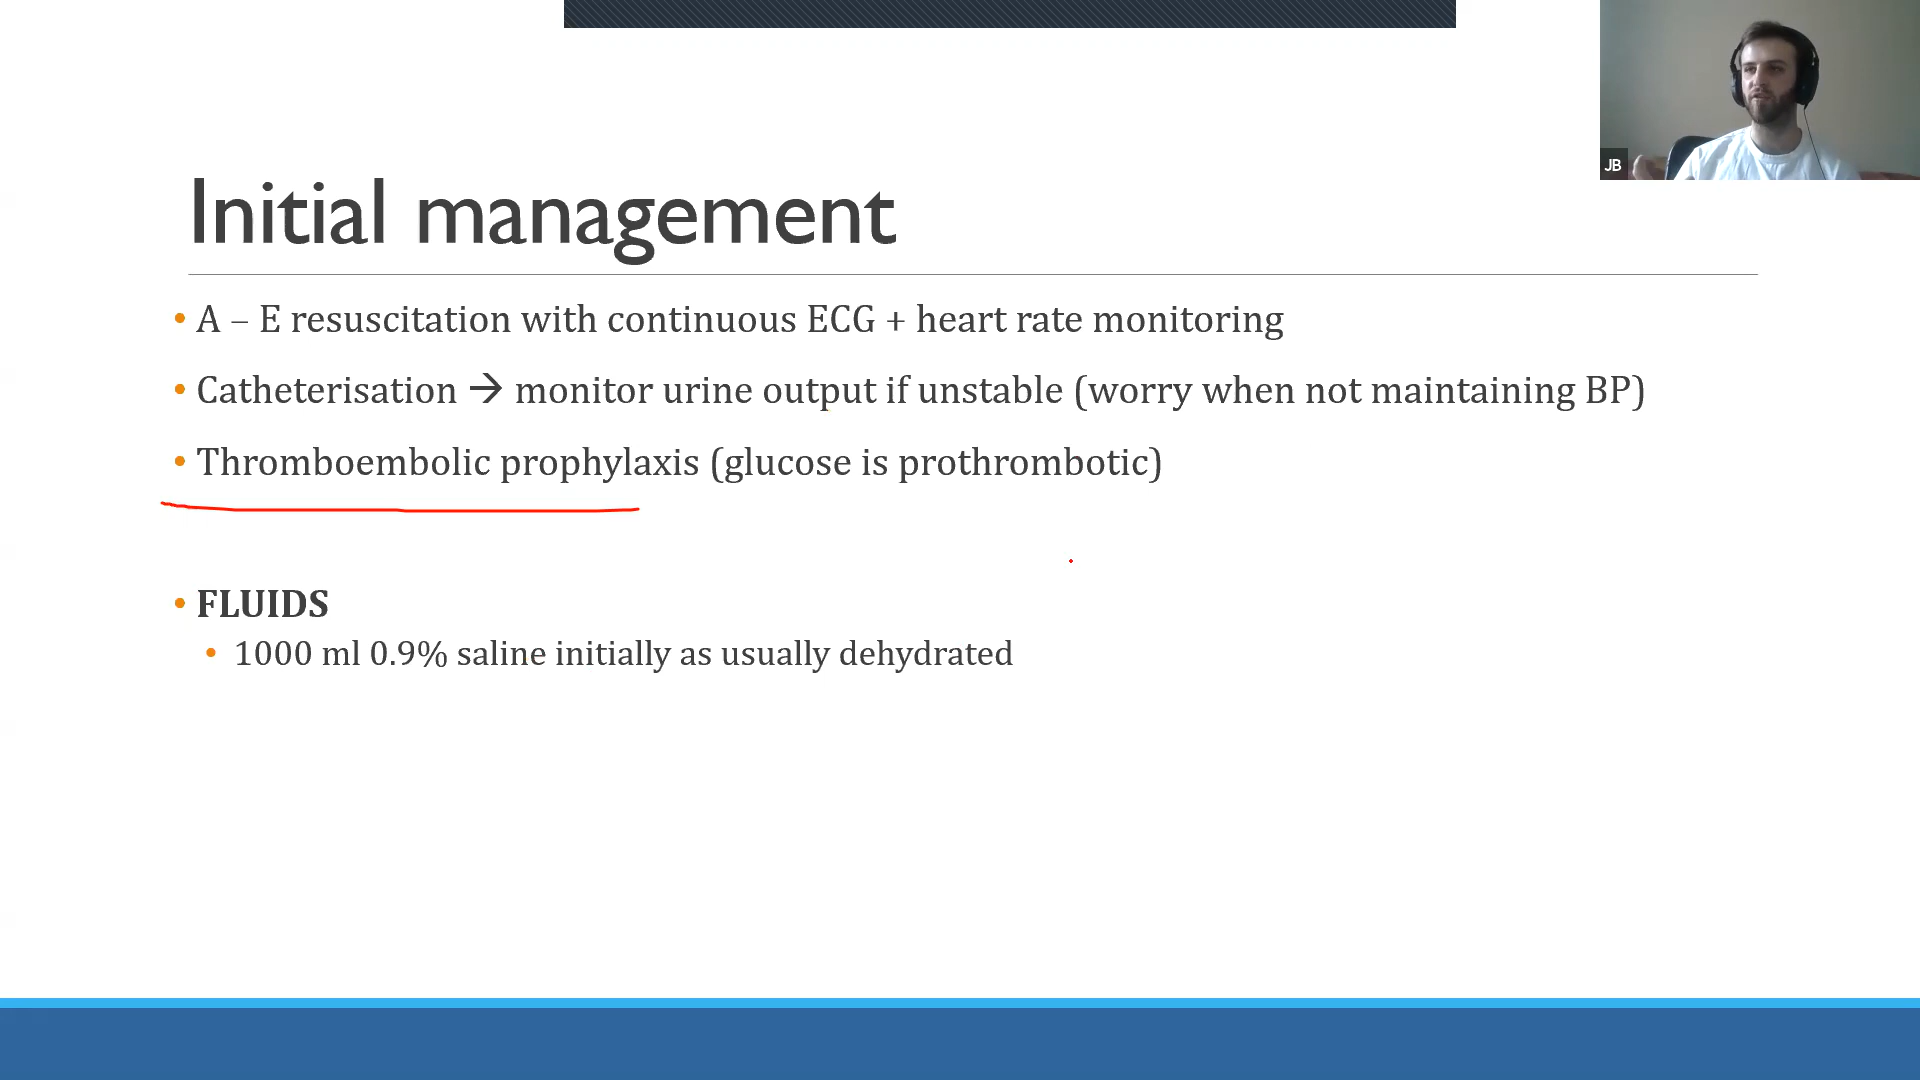 JB
Initial management
• A – E resuscitation with continuous ECG + heart rate monitoring
• Catheterisation → monitor urine output if unstable (worry when not maintaining BP)
• Thromboembolic prophylaxis (glucose is prothrombotic)
• FLUIDS
• 1000 ml 0.9% saline initially as usually dehydrated